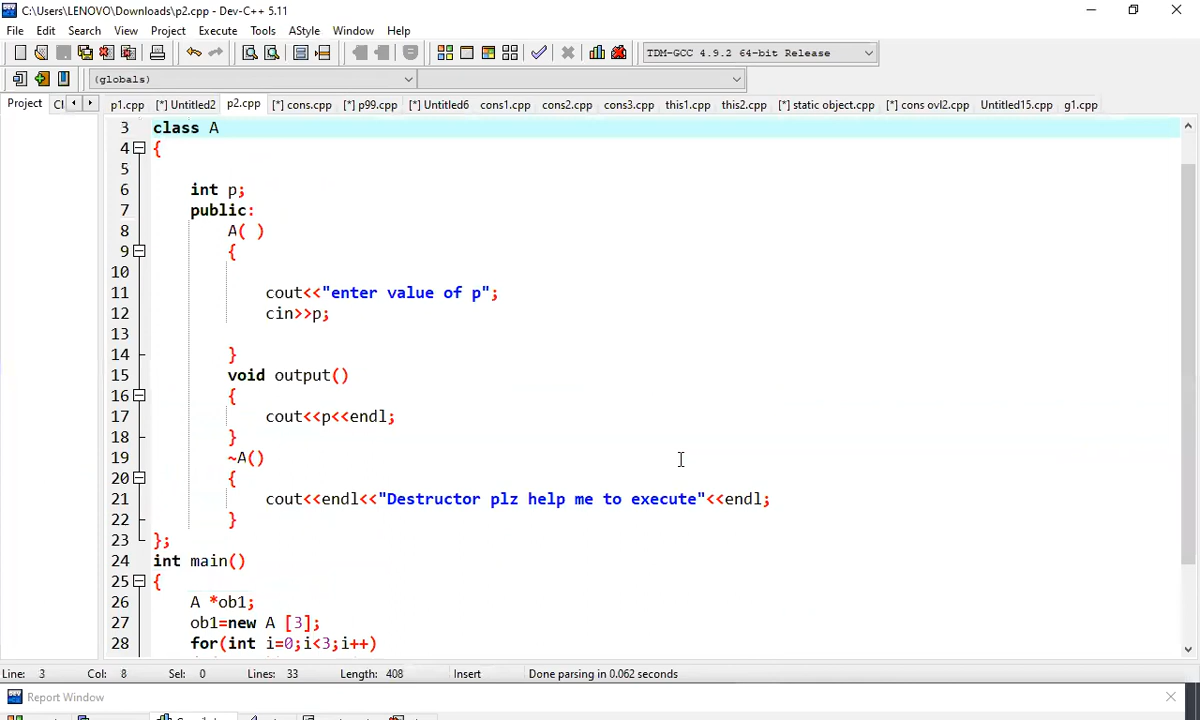 C:\Users\LENOVO\Downloads\p2.cpp - Dev-C++ 5.11
File Edit Search View Project Execute Tools AStyle Window Help
TDM-GCC 4.9.2 64-bit Release
(globals)
Project Cl p1.cpp [*] Untitled2 p2.cpp [*] cons.cpp [*] p99.cpp [*] Untitled6 cons1.cpp cons2.cpp cons3.cpp this1.cpp this2.cpp [*] static object.cpp [*] cons ovl2.cpp Untitled15.cpp g1.cpp
3 class A
4 {
5
6 int p;
7 public:
8 A( )
9 {
10
11 cout<<"enter value of p";
12 cin>>p;
13
14 }
15 void output()
16 {
17 cout<<p<<endl;
18 }
19 ~A()
20 {
21 cout<<endl<<"Destructor plz help me to execute"<<endl;
22 }
23 };
24 int main()
25 {
26 A *ob1;
27 ob1=new A [3];
28 for(int i=0;i<3;i++)
Line: 3 Col: 8 Sel: 0 Lines: 33 Length: 408 Insert Done parsing in 0.062 seconds
Report Window